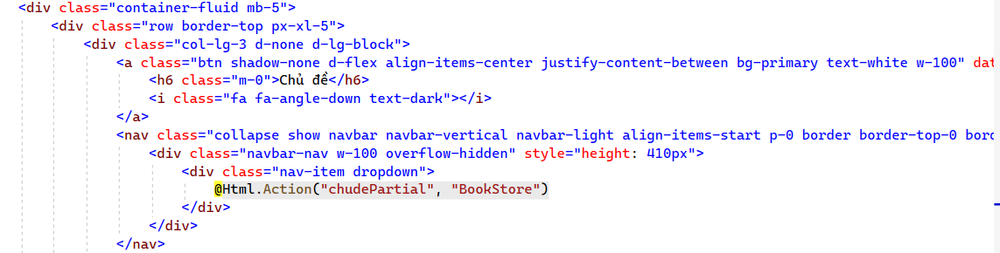 <div class="container-fluid mb-5">
<div class="row border-top px-xl-5">
<div class="col-lg-3 d-none d-lg-block">
<a class="btn shadow-none d-flex align-items-center justify-content-between bg-primary text-white w-100" dat
<h6 class="m-0">Chủ đề</h6>
<i class="fa fa-angle-down text-dark"></i>
</a>
<nav class="collapse show navbar navbar-vertical navbar-light align-items-start p-0 border border-top-0 bord
<div class="navbar-nav w-100 overflow-hidden" style="height: 410px">
<div class="nav-item dropdown">
@Html.Action("chudePartial", "BookStore")
</div>
</div>
</nav>